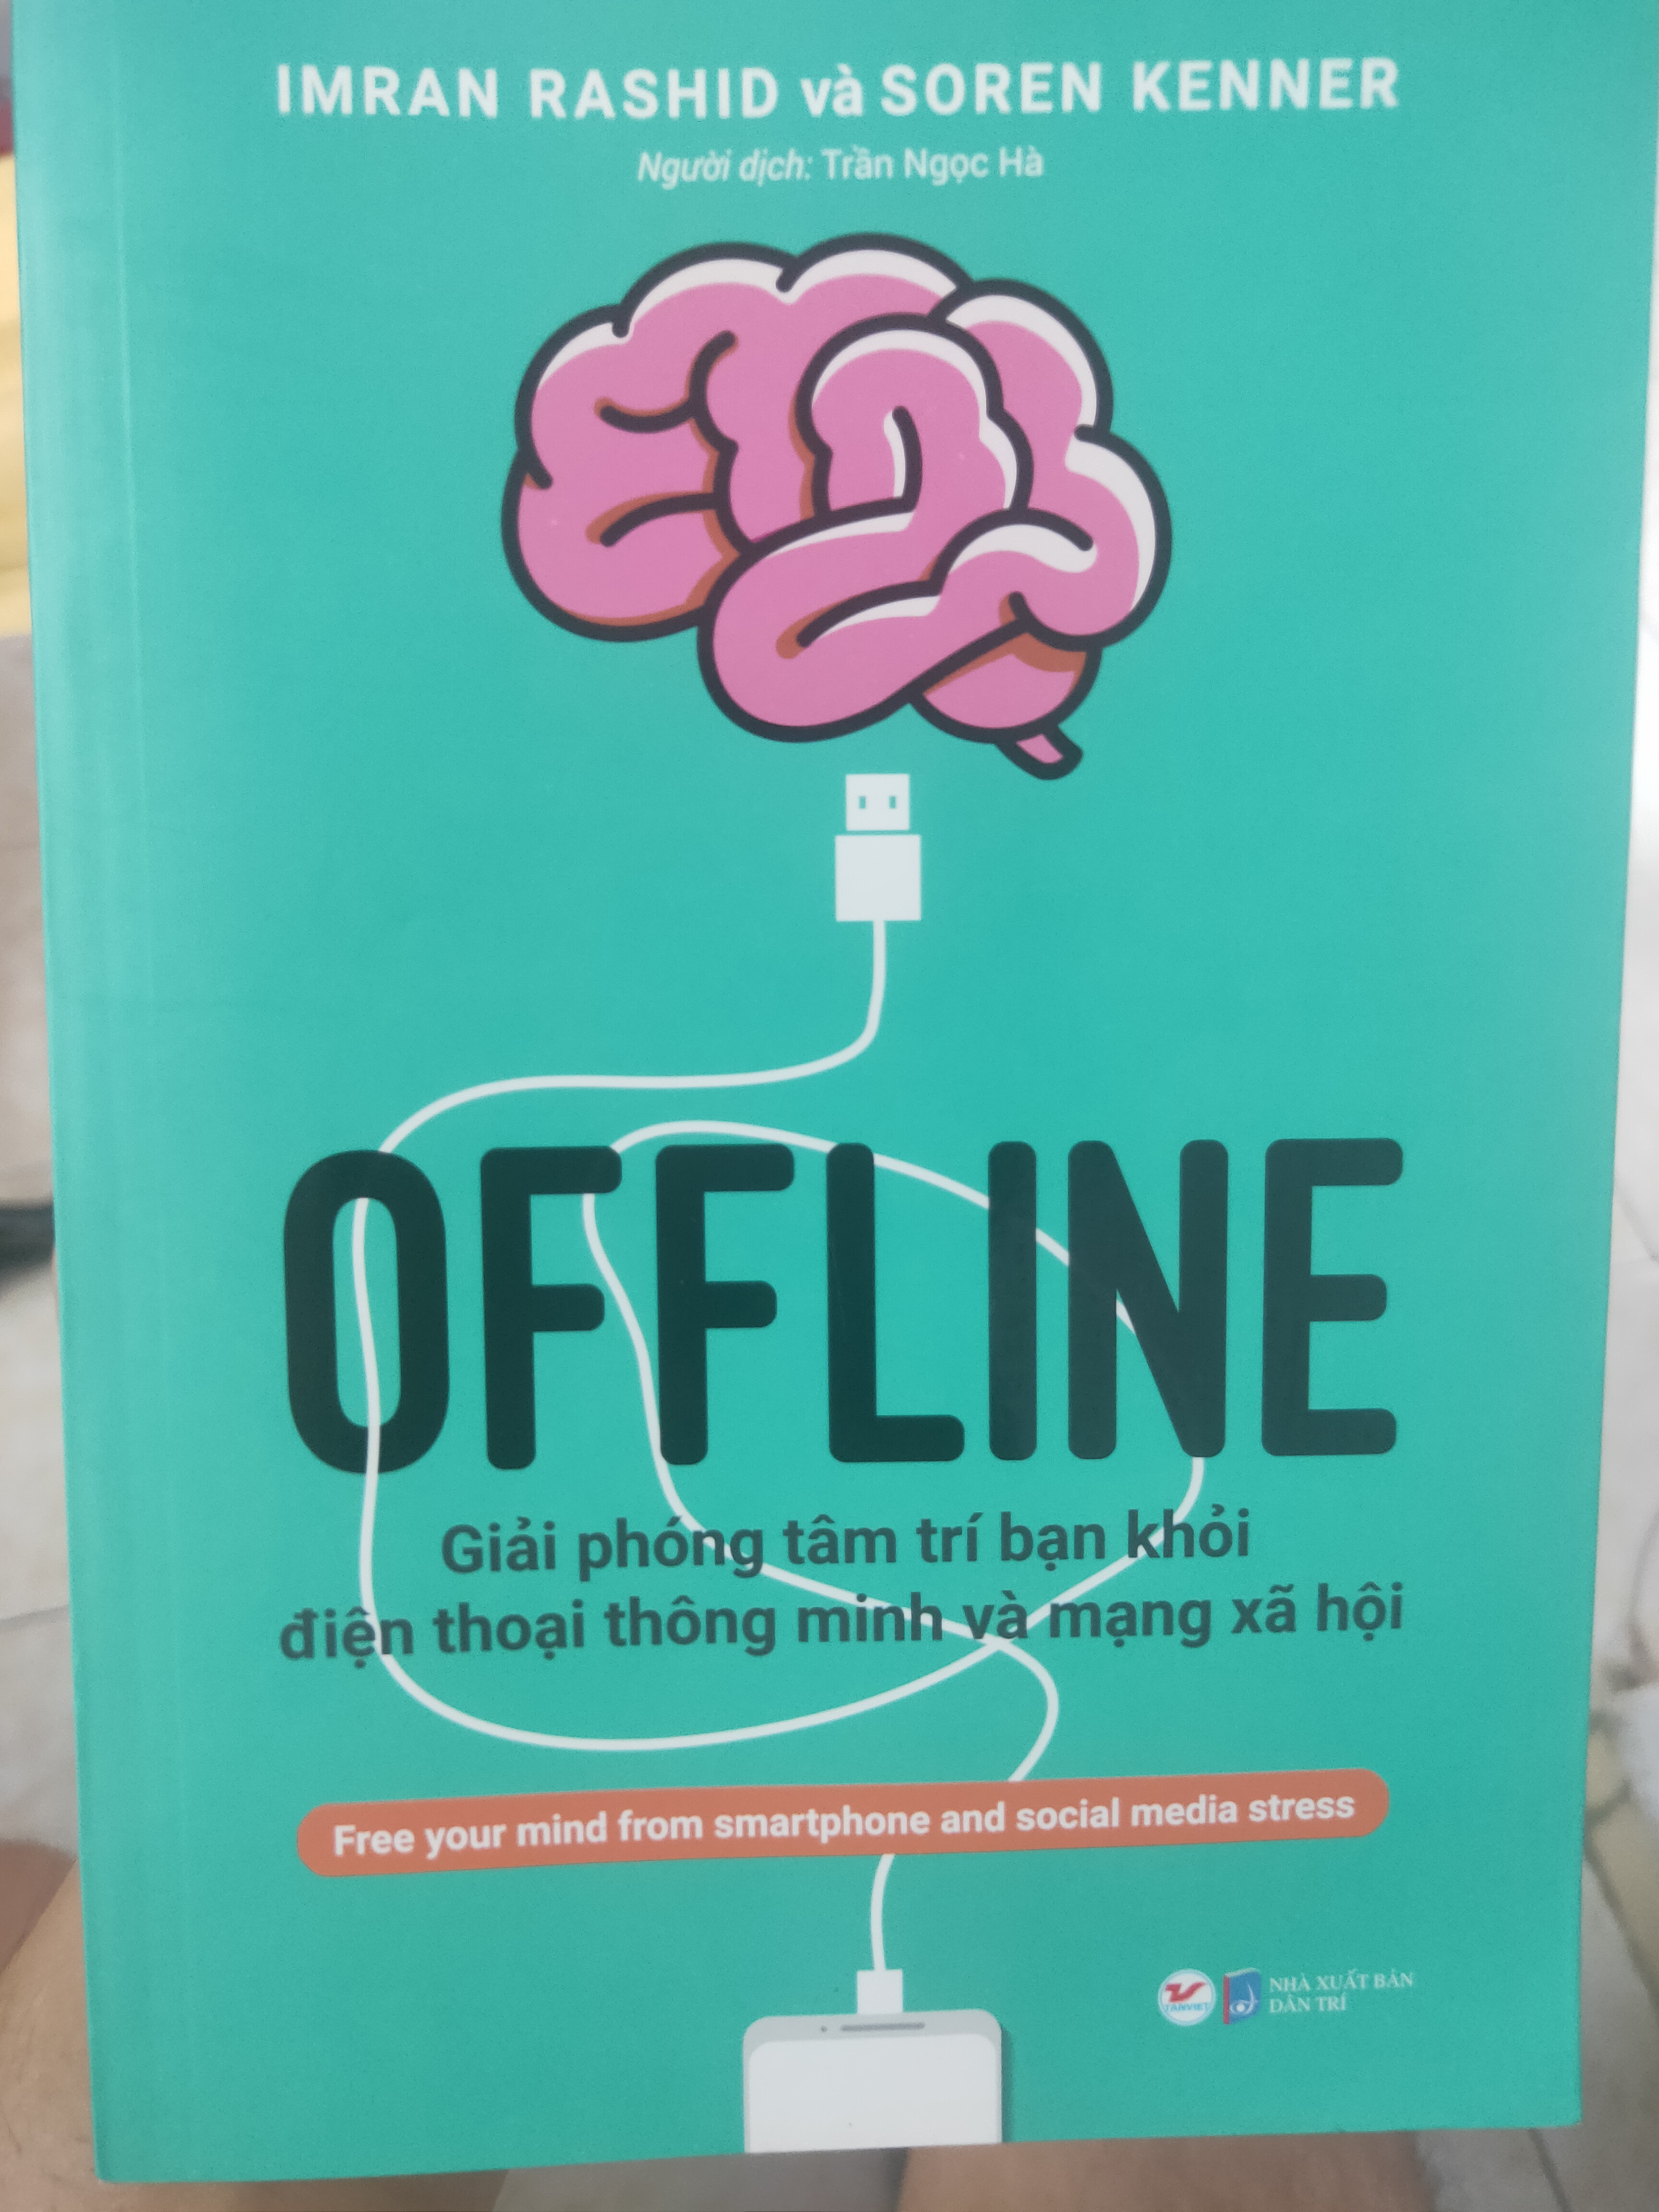 IMRAN RASHID và SOREN KENNER
Người dịch: Trần Ngọc Hà
OFFLINE
Giải phóng tâm trí bạn khỏi
điện thoại thông minh và mạng xã hội
Free your mind from smartphone and social media stress
TANVIET
NHÀ XUẤT BẢN
DÂN TRÍ